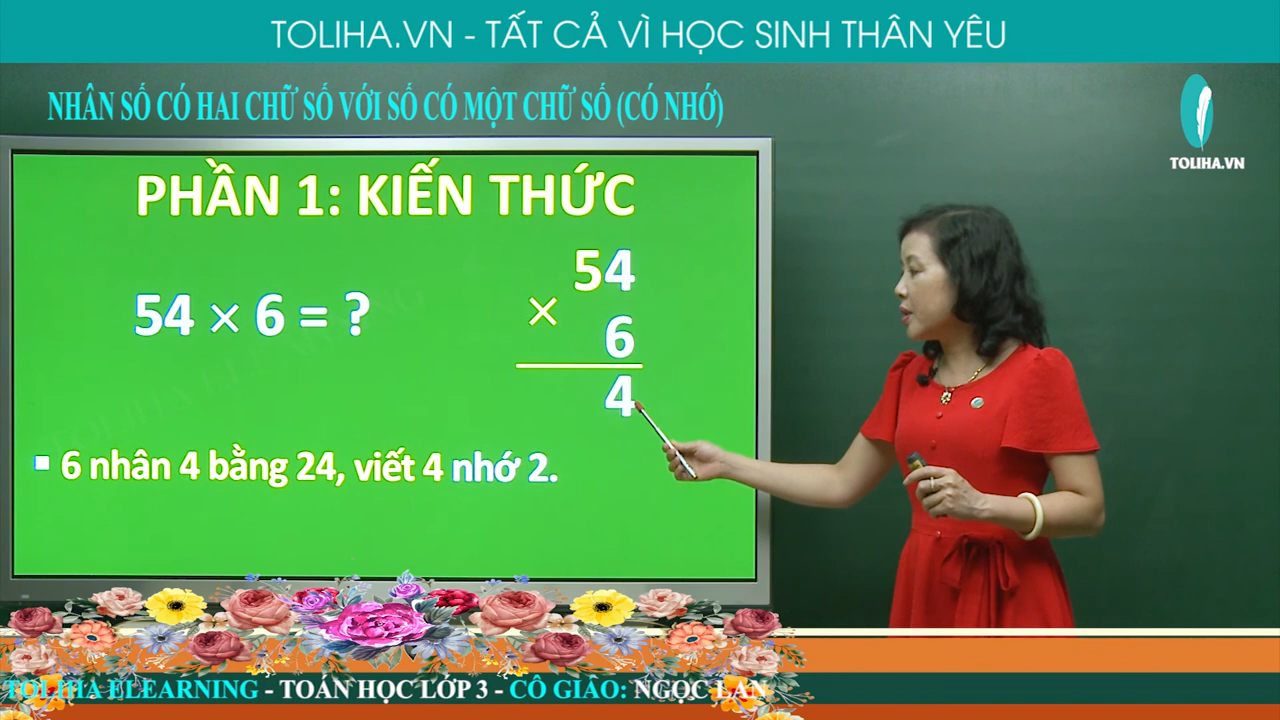 TOLIHA.VN - TẤT CẢ VÌ HỌC SINH THÂN YÊU
NHÂN SỐ CÓ HAI CHỮ SỐ VỚI SỐ CÓ MỘT CHỮ SỐ (CÓ NHỚ)
TOLIHA.VN
PHẦN 1: KIẾN THỨC
54 × 6 = ?
54
×
6
4
▪ 6 nhân 4 bằng 24, viết 4 nhớ 2.
TOLIHA ELEARNING - TOÁN HỌC LỚP 3 - CÔ GIÁO: NGỌC LAN